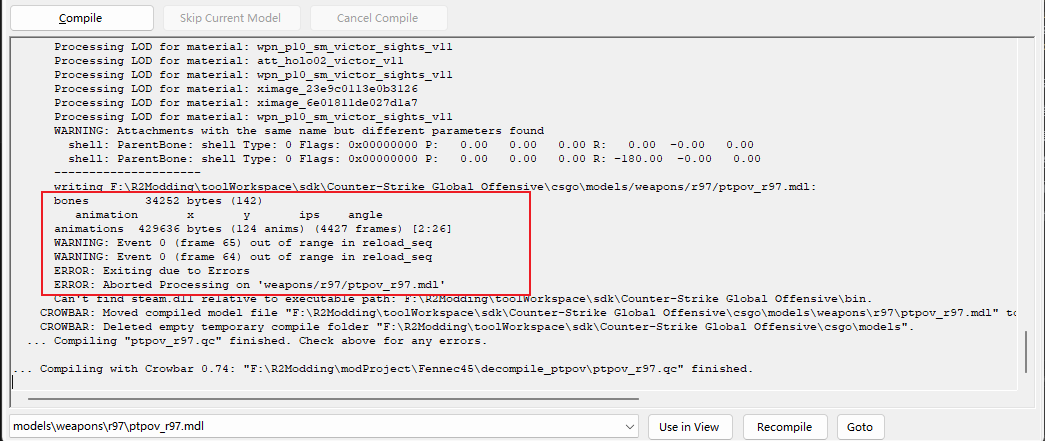 Compile
Skip Current Model
Cancel Compile
Processing LOD for material: wpn_p10_sm_victor_sights_v11
Processing LOD for material: att_holo02_victor_v11
Processing LOD for material: wpn_p10_sm_victor_sights_v11
Processing LOD for material: ximage_23e9c0113e0b3126
Processing LOD for material: ximage_6e01811de027d1a7
Processing LOD for material: wpn_p10_sm_victor_sights_v11
WARNING: Attachments with the same name but different parameters found
shell: ParentBone: shell Type: 0 Flags: 0x00000000 P: 0.00 0.00 0.00 R: 0.00 -0.00 0.00
shell: ParentBone: shell Type: 0 Flags: 0x00000000 P: 0.00 0.00 0.00 R: -180.00 -0.00 0.00
---------------------
writing F:\R2Modding\toolWorkspace\sdk\Counter-Strike Global Offensive\csgo\models/weapons/r97/ptpov_r97.mdl:
bones 34252 bytes (142)
animation x y ips angle
animations 429636 bytes (124 anims) (4427 frames) [2:26]
WARNING: Event 0 (frame 65) out of range in reload_seq
WARNING: Event 0 (frame 64) out of range in reload_seq
ERROR: Exiting due to Errors
ERROR: Aborted Processing on 'weapons/r97/ptpov_r97.mdl'
Can't find steam.dll relative to executable path: F:\R2Modding\toolWorkspace\sdk\Counter-Strike Global Offensive\bin.
CROWBAR: Moved compiled model file "F:\R2Modding\toolWorkspace\sdk\Counter-Strike Global Offensive\csgo\models\weapons\r97\ptpov_r97.mdl" to
CROWBAR: Deleted empty temporary compile folder "F:\R2Modding\toolWorkspace\sdk\Counter-Strike Global Offensive\csgo\models".
... Compiling "ptpov_r97.qc" finished. Check above for any errors.
... Compiling with Crowbar 0.74: "F:\R2Modding\modProject\Fennec45\decompile_ptpov\ptpov_r97.qc" finished.
models\weapons\r97\ptpov_r97.mdl
Use in View
Recompile
Goto